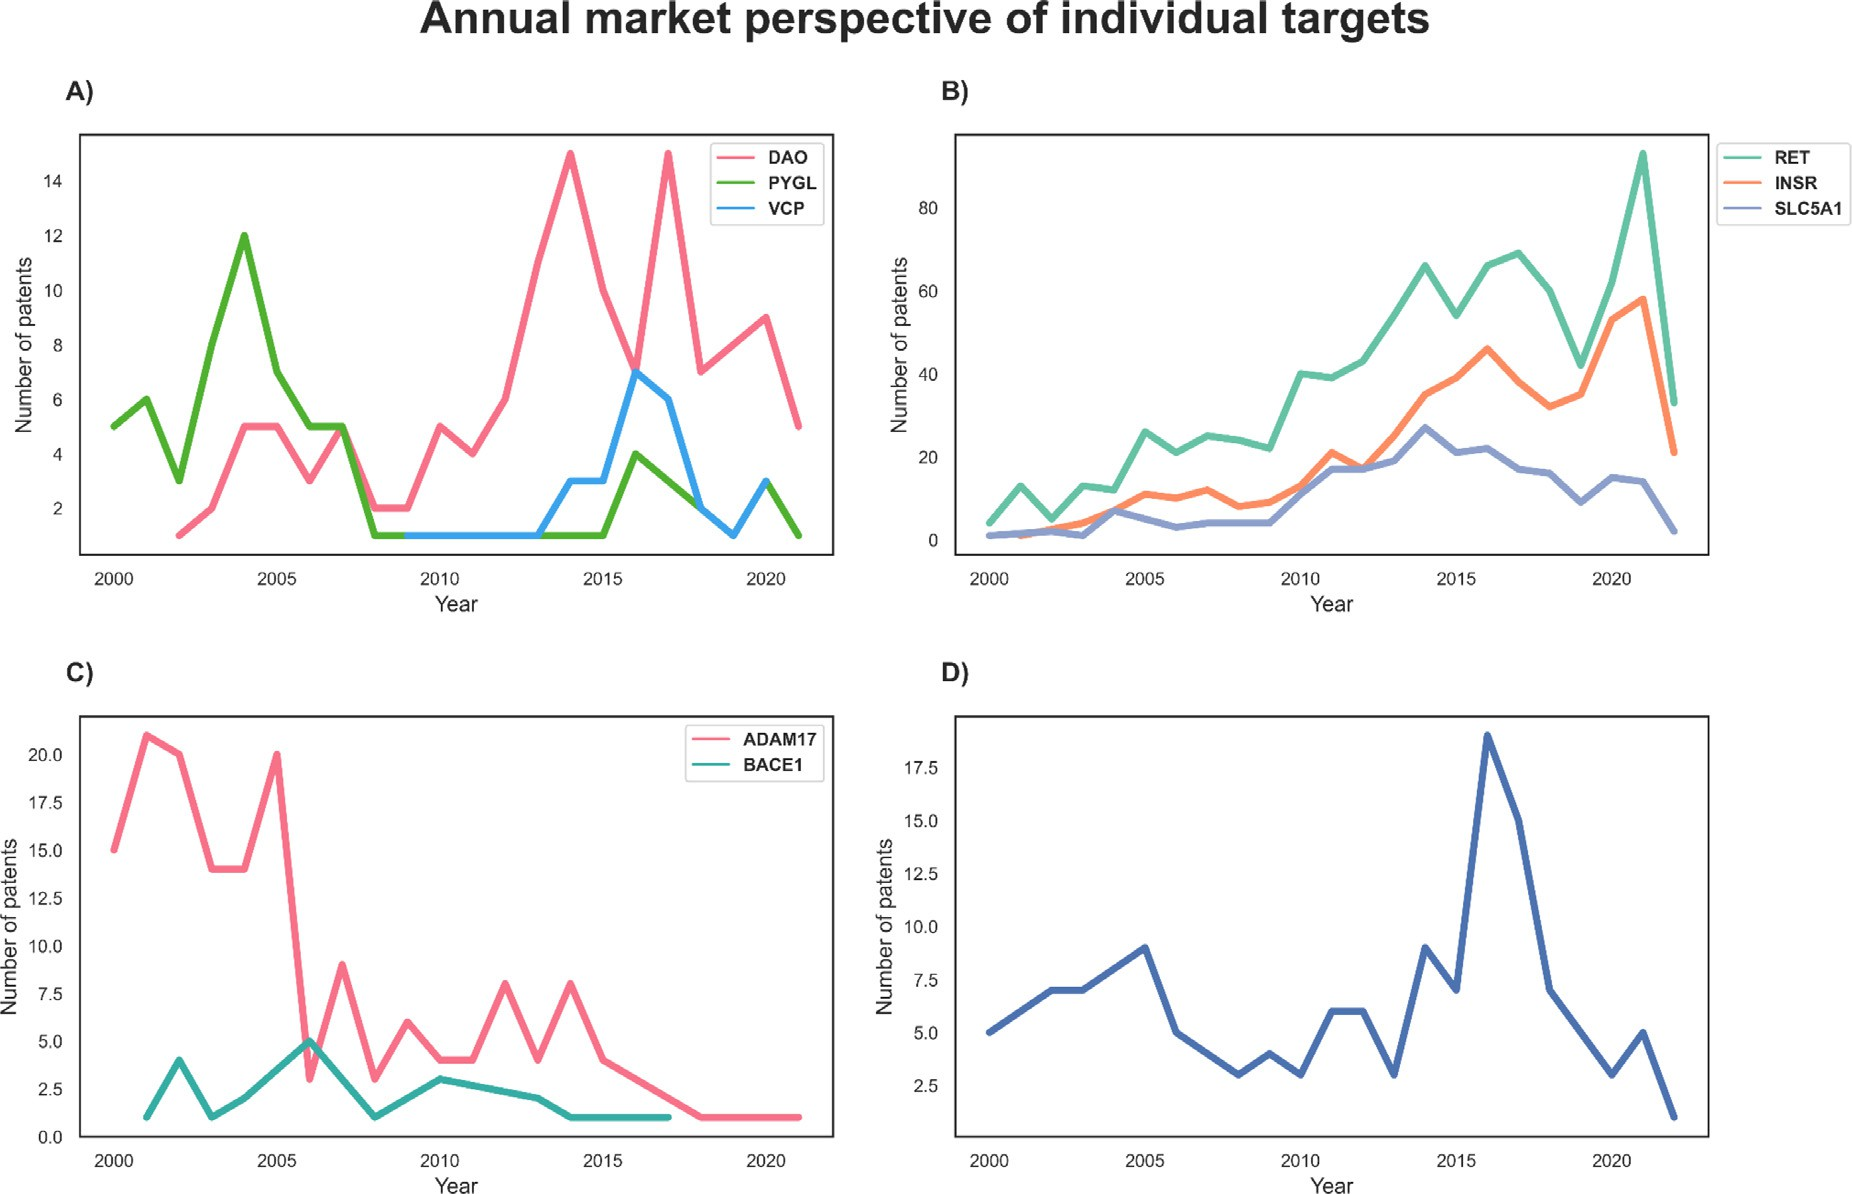 Annual market perspective of individual targets
A)
Number of patents
14
12
10
8
6
4
2
2000 2005 2010 2015 2020
Year
DAO
PYGL
VCP
B)
Number of patents
80
60
40
20
0
2000 2005 2010 2015 2020
Year
RET
INSR
SLC5A1
C)
Number of patents
20.0
17.5
15.0
12.5
10.0
7.5
5.0
2.5
0.0
2000 2005 2010 2015 2020
Year
ADAM17
BACE1
D)
Number of patents
17.5
15.0
12.5
10.0
7.5
5.0
2.5
2000 2005 2010 2015 2020
Year